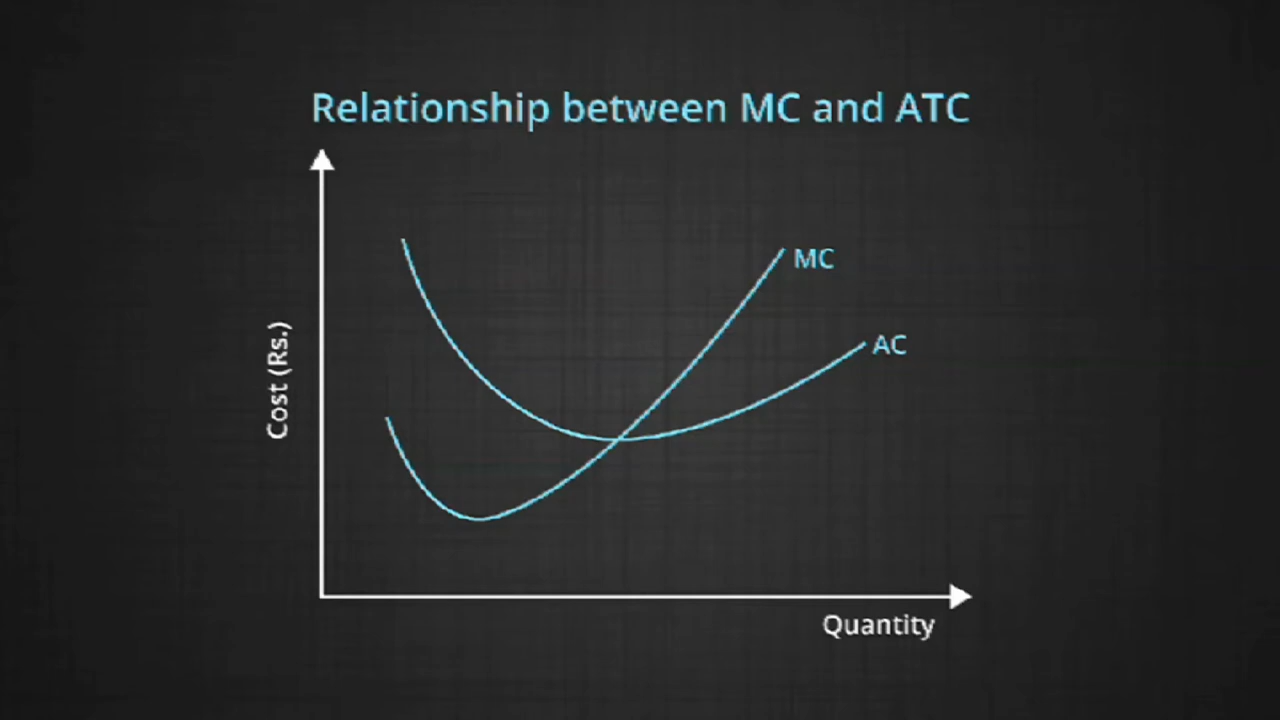 Relationship between MC and ATC
MC
AC
Cost (Rs.)
Quantity